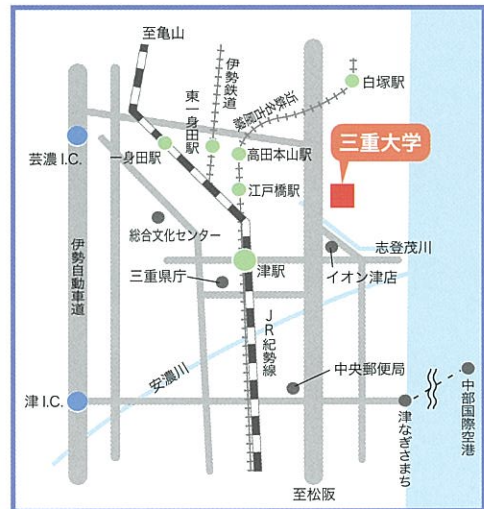 至亀山
伊勢鉄道
東一身田駅
近鉄名古屋線
白塚駅
三重大学
芸濃I.C.
一身田駅
高田本山駅
江戸橋駅
総合文化センター
志登茂川
津駅
イオン津店
三重県庁
伊勢自動車道
JR紀勢線
安濃川
中央郵便局
津I.C.
津なぎさまち
中部国際空港
至松阪